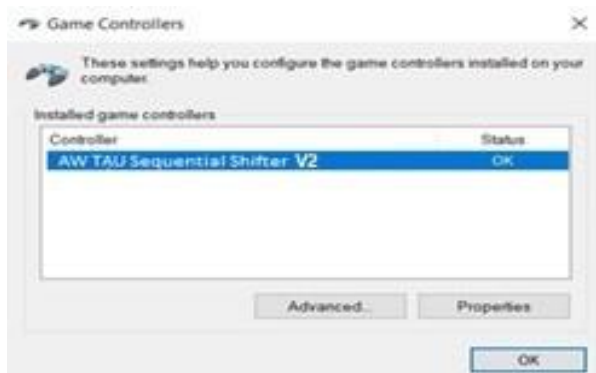 Game Controllers
These settings help you configure the game controllers installed on your
computer.
Installed game controllers
Controller Status
AW TAU Sequential Shifter V2 OK
Advanced... Properties
OK